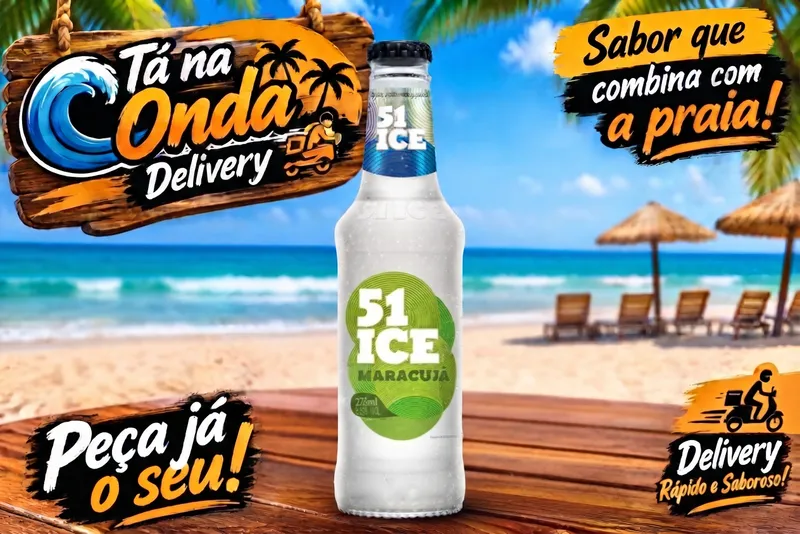 Tá na
Onda
Delivery
Sabor que
combina com
a praia!
51
ICE
51
ICE
MARACUJÁ
275ml
Peça já
o seu!
Delivery
Rápido e Saboroso!